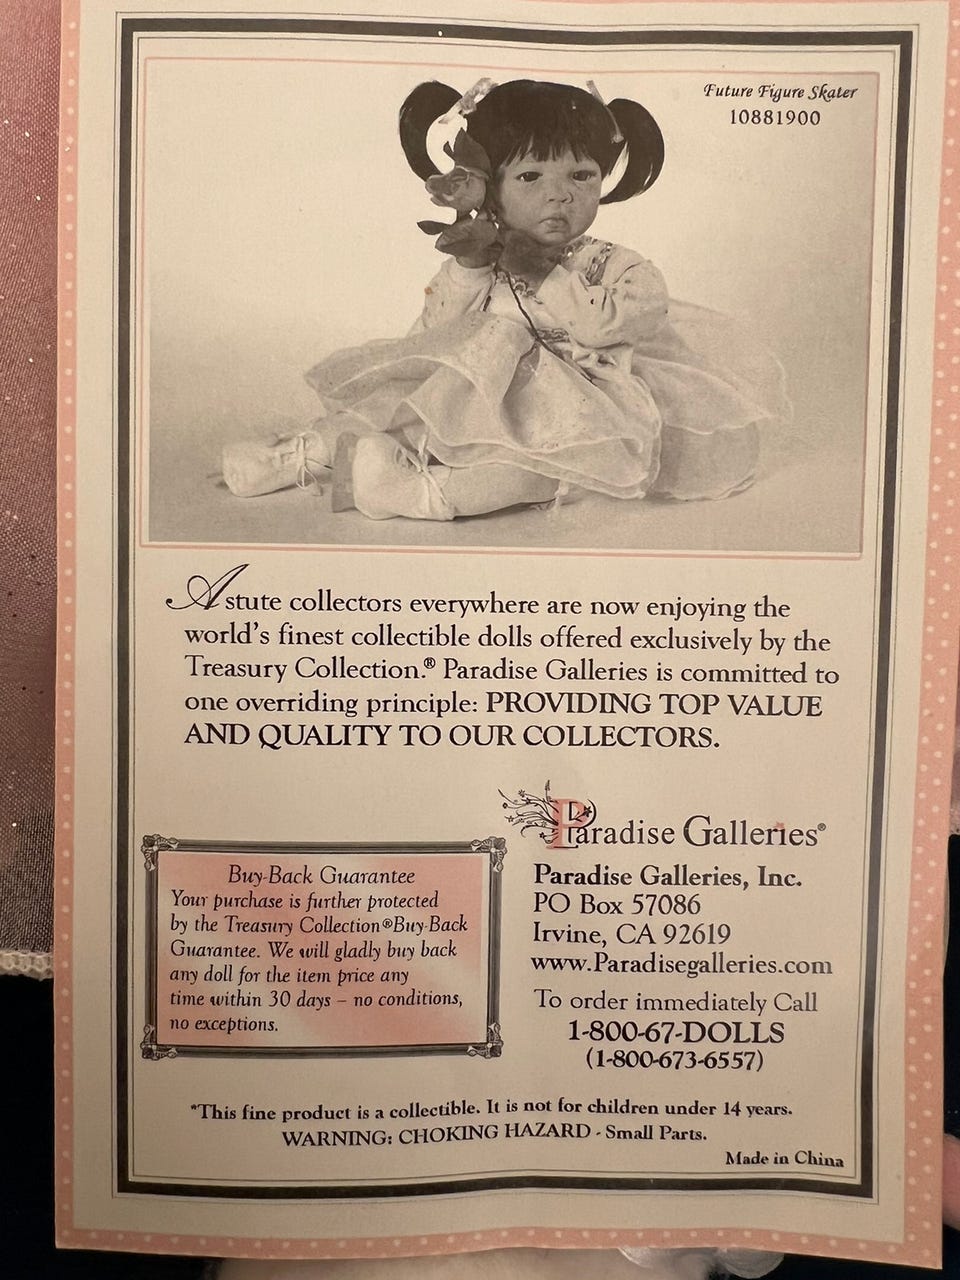 Future Figure Skater
10881900
Astute collectors everywhere are now enjoying the
world's finest collectible dolls offered exclusively by the
Treasury Collection.® Paradise Galleries is committed to
one overriding principle: PROVIDING TOP VALUE
AND QUALITY TO OUR COLLECTORS.
Buy-Back Guarantee
Your purchase is further protected
by the Treasury Collection®Buy-Back
Guarantee. We will gladly buy back
any doll for the item price any
time within 30 days – no conditions,
no exceptions.
Paradise Galleries®
Paradise Galleries, Inc.
PO Box 57086
Irvine, CA 92619
www.Paradisegalleries.com
To order immediately Call
1-800-67-DOLLS
(1-800-673-6557)
*This fine product is a collectible. It is not for children under 14 years.
WARNING: CHOKING HAZARD - Small Parts.
Made in China